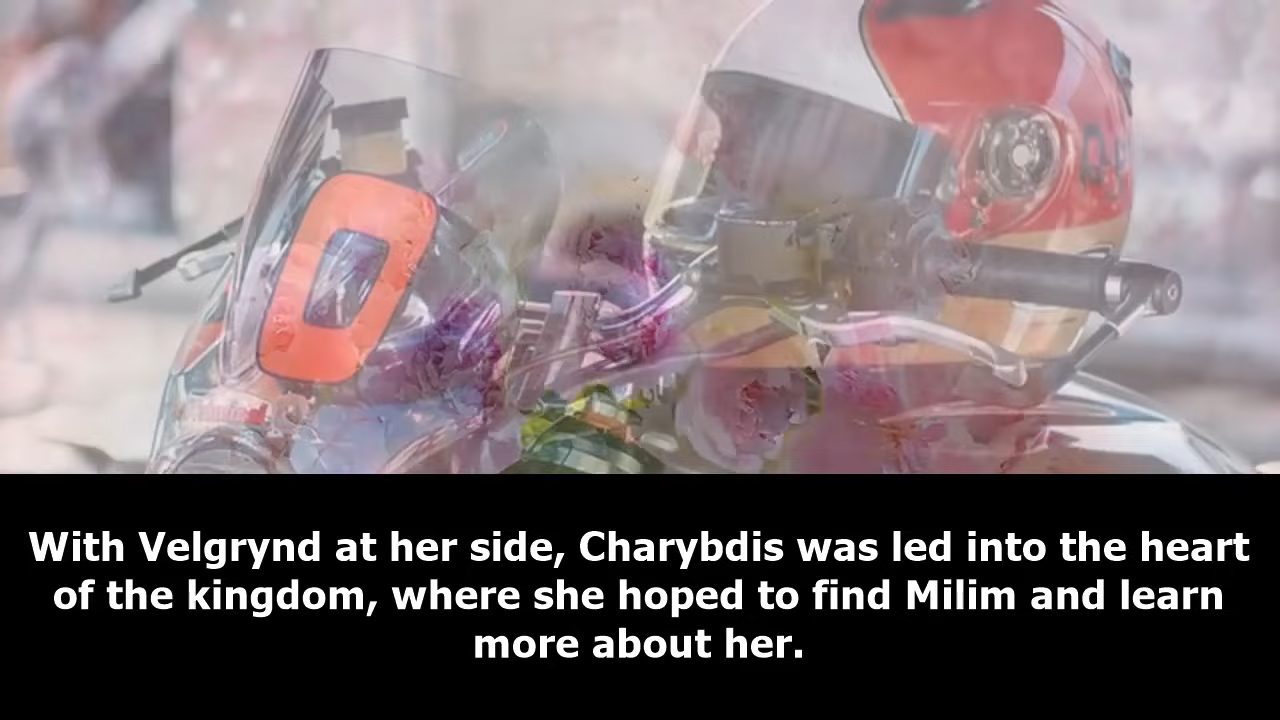 With Velgrynd at her side, Charybdis was led into the heart
of the kingdom, where she hoped to find Milim and learn
more about her.